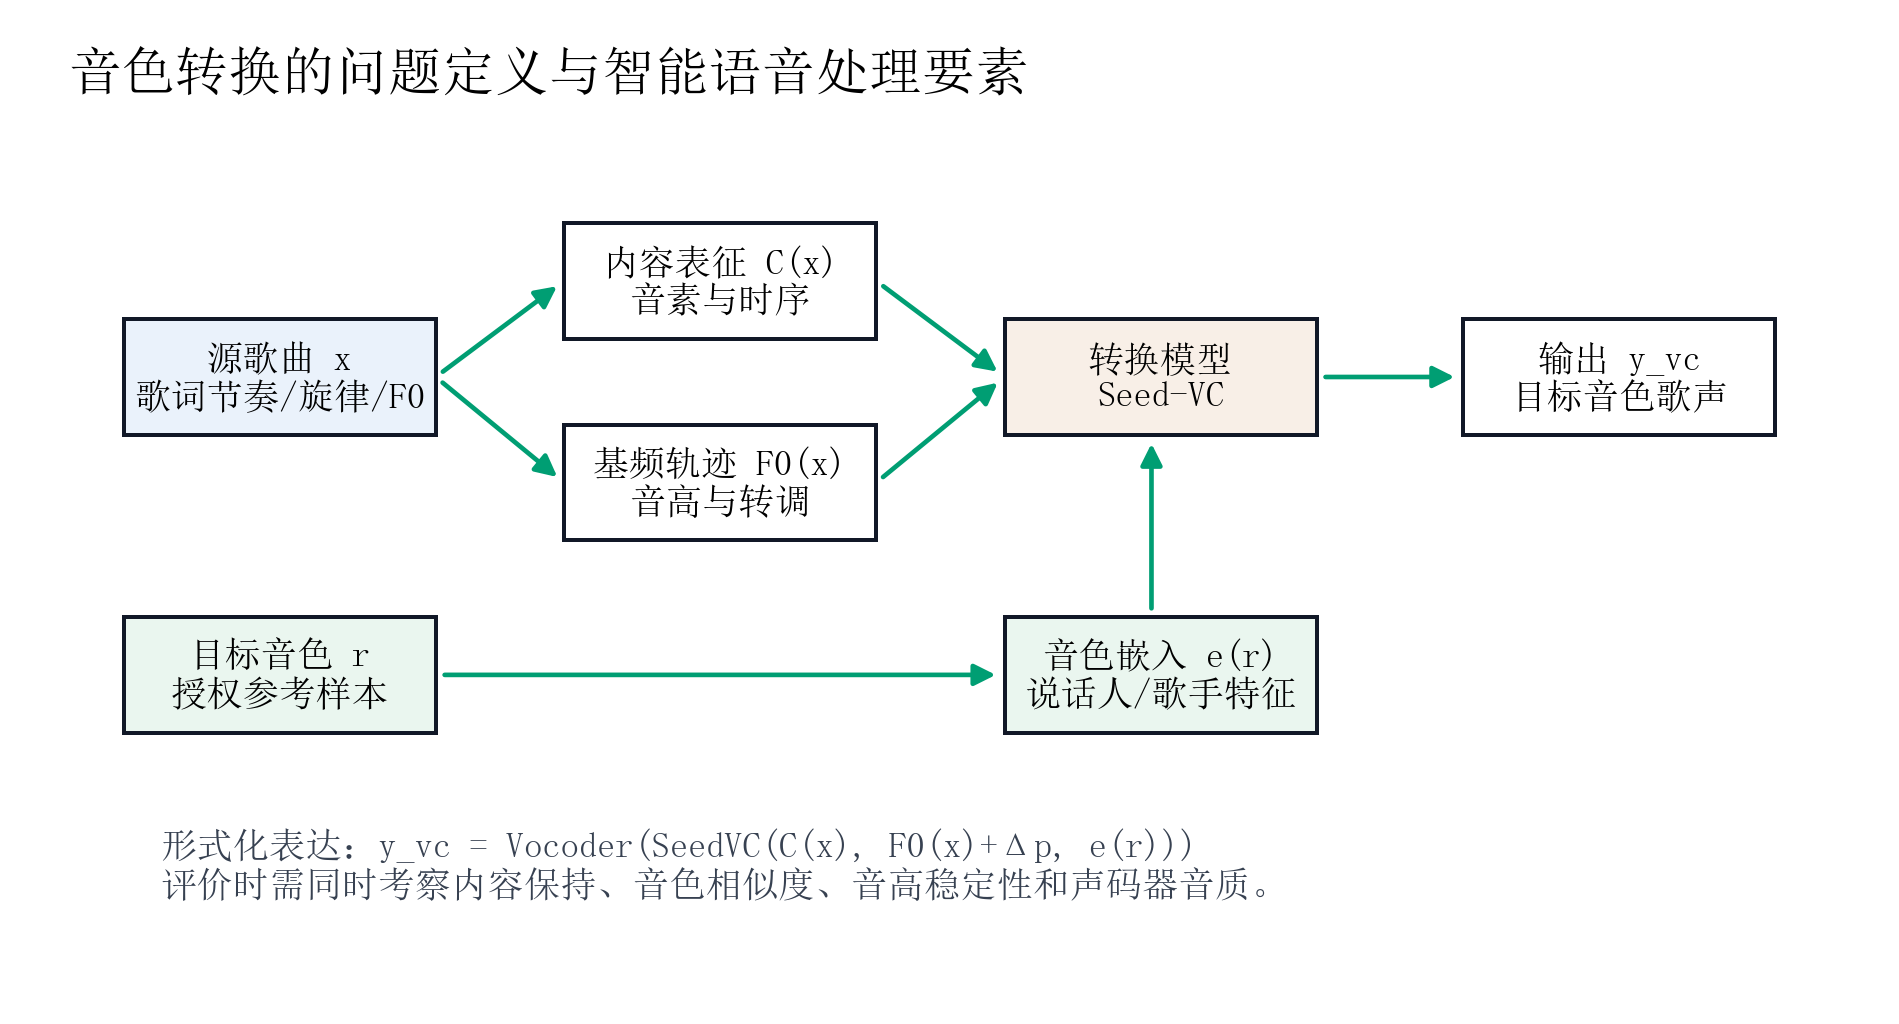 音色转换的问题定义与智能语音处理要素
内容表征 C(x)
音素与时序
源歌曲 x
歌词节奏/旋律/F0
转换模型
Seed-VC
输出 y_vc
目标音色歌声
基频轨迹 F0(x)
音高与转调
目标音色 r
授权参考样本
音色嵌入 e(r)
说话人/歌手特征
形式化表达：y_vc = Vocoder(SeedVC(C(x), F0(x)+Δp, e(r)))
评价时需同时考察内容保持、音色相似度、音高稳定性和声码器音质。